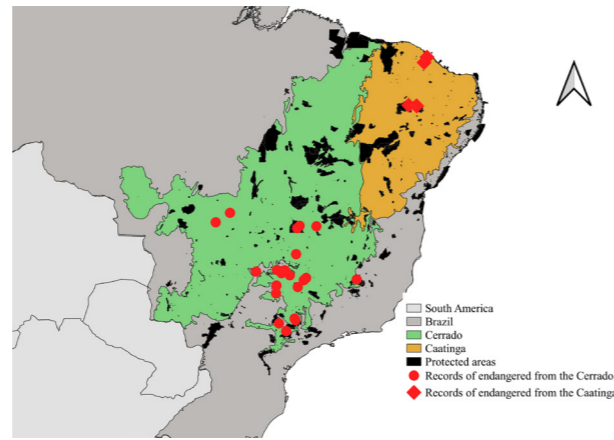 South America
Brazil
Cerrado
Caatinga
Protected areas
Records of endangered from the Cerrado
Records of endangered from the Caatinga